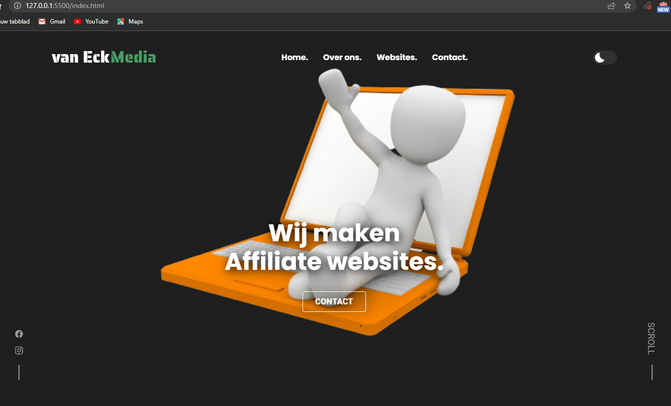 127.0.0.1:5500/index.html
uw tabblad Gmail YouTube Maps
NEW
van EckMedia
Home. Over ons. Websites. Contact.
Wij maken
Affiliate websites.
CONTACT
SCROLL